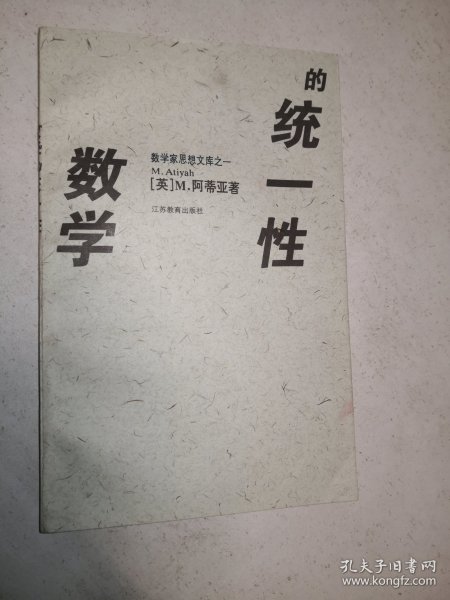 数学
的统一性
数学家思想文库之一
M. Atiyah
[英]M.阿蒂亚著
江苏教育出版社
孔夫子旧书网
www.kongfz.com